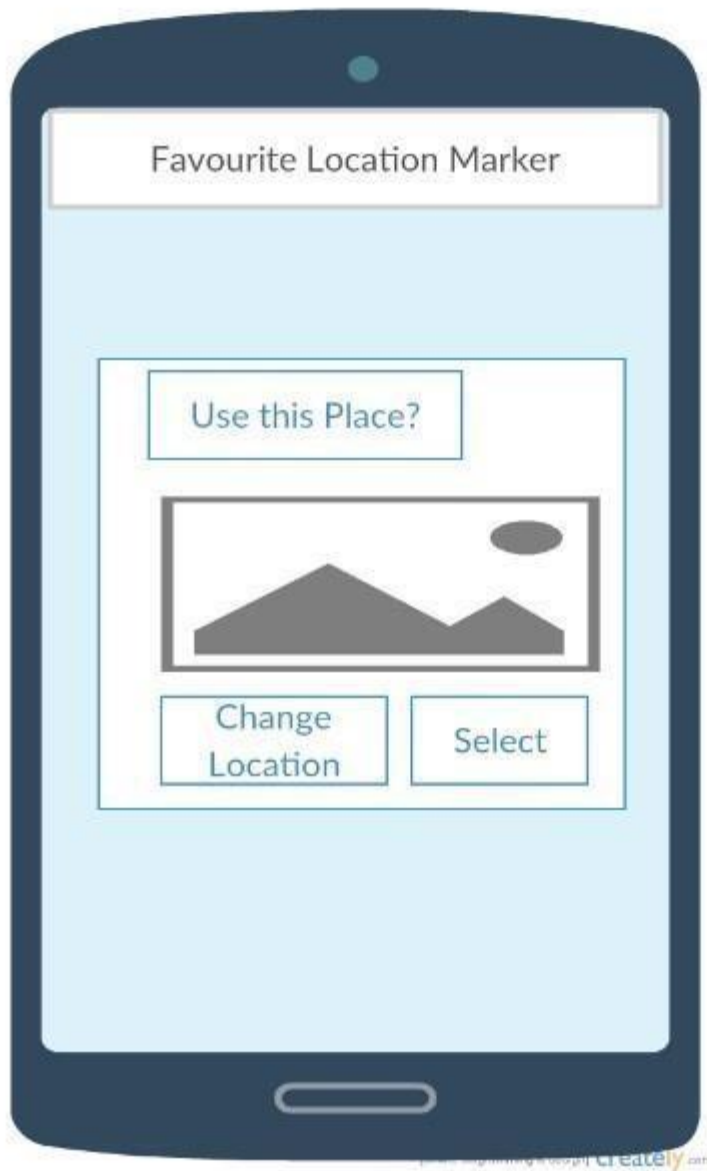 Favourite Location Marker
Use this Place?
Change
Location
Select
creately